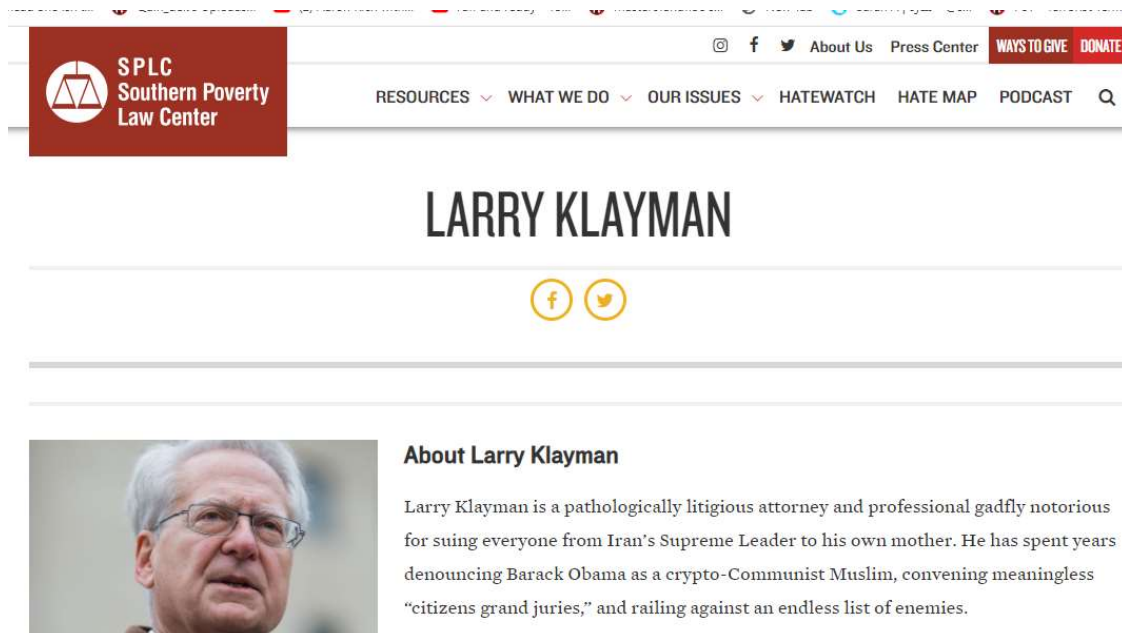 About Us Press Center WAYS TO GIVE DONATE
SPLC
Southern Poverty
Law Center
RESOURCES WHAT WE DO OUR ISSUES HATEWATCH HATE MAP PODCAST
LARRY KLAYMAN
About Larry Klayman
Larry Klayman is a pathologically litigious attorney and professional gadfly notorious
for suing everyone from Iran's Supreme Leader to his own mother. He has spent years
denouncing Barack Obama as a crypto-Communist Muslim, convening meaningless
“citizens grand juries,” and railing against an endless list of enemies.